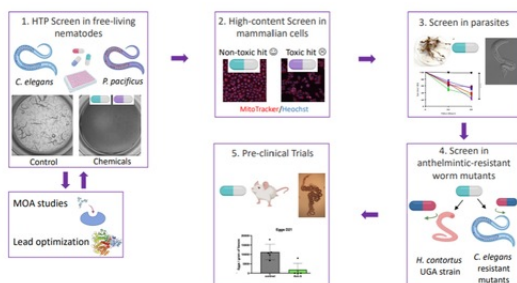 1. HTP Screen in free-living
nematodes
C. elegans
P. pacificus
Control
Chemicals
MOA studies
Lead optimization
2. High-content Screen in
mammalian cells
Non-toxic hit
Toxic hit
MitoTracker/Heochst
3. Screen in parasites
4. Screen in
anthelmintic-resistant
worm mutants
H. contortus
UGA strain
C. elegans
resistant
mutants
5. Pre-clinical Trials